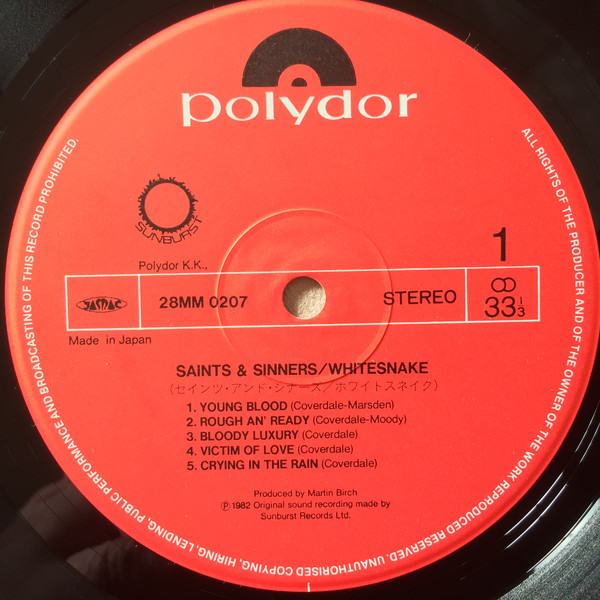 polydor
SUNBURST
Polydor K.K.,
1
JASRAC
28MM 0207
STEREO
33 1/3
Made in Japan
SAINTS & SINNERS/WHITESNAKE
(セインツ・アンド・シナーズ/ホワイトスネイク)
1. YOUNG BLOOD (Coverdale-Marsden)
2. ROUGH AN' READY (Coverdale-Moody)
3. BLOODY LUXURY (Coverdale)
4. VICTIM OF LOVE (Coverdale)
5. CRYING IN THE RAIN (Coverdale)
Produced by Martin Birch
Ⓟ1982 Original sound recording made by
Sunburst Records Ltd.
ALL RIGHTS OF THE PRODUCER AND OF THE OWNER OF THE WORK REPRODUCED RESERVED. UNAUTHORISED COPYING, HIRING, LENDING, PUBLIC PERFORMANCE AND BROADCASTING OF THIS RECORD PROHIBITED.